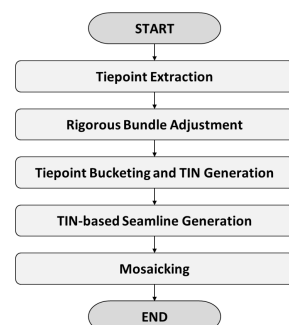 START
Tiepoint Extraction
Rigorous Bundle Adjustment
Tiepoint Bucketing and TIN Generation
TIN-based Seamline Generation
Mosaicking
END